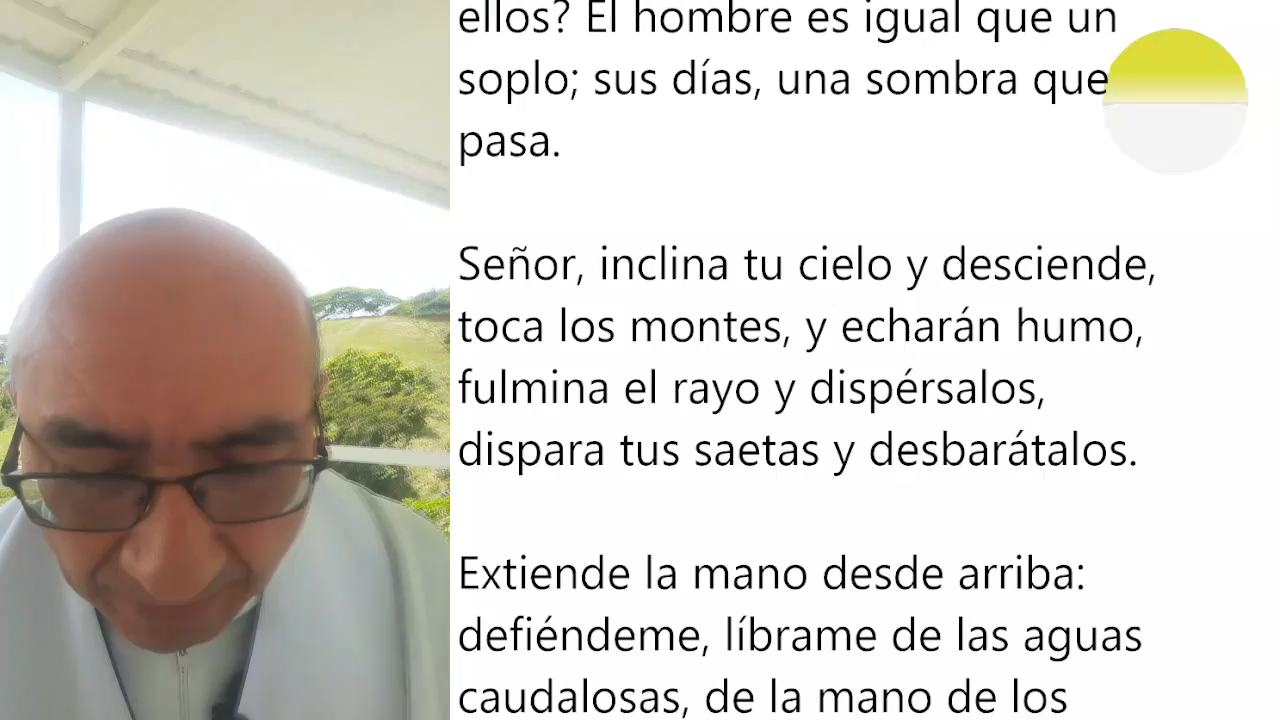 ellos? El hombre es igual que un
soplo; sus días, una sombra que
pasa.
Señor, inclina tu cielo y desciende,
toca los montes, y echarán humo,
fulmina el rayo y dispérsalos,
dispara tus saetas y desbarátalos.
Extiende la mano desde arriba:
defiéndeme, líbrame de las aguas
caudalosas, de la mano de los